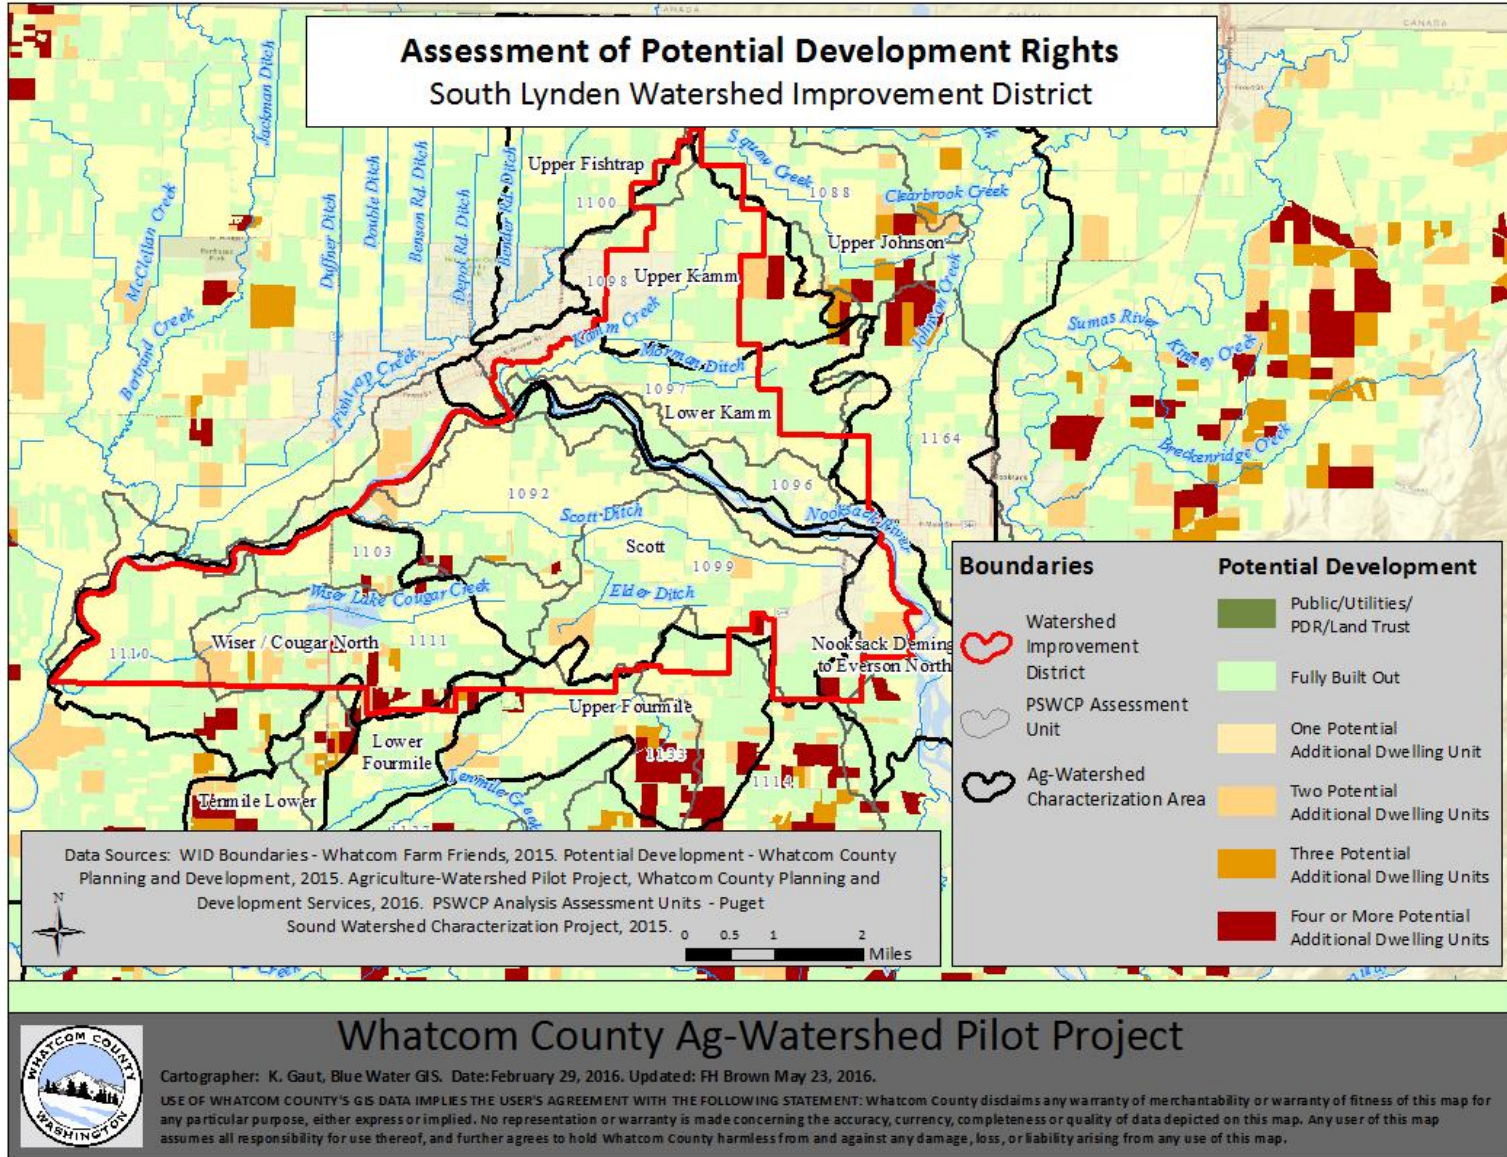 CANADA
CANADA
Assessment of Potential Development Rights
South Lynden Watershed Improvement District
Jackman Ditch
McClellan Creek
Bertrand Creek
Duffner Ditch
Double Ditch
Benson Rd. Ditch
Depot Rd. Ditch
Bender Rd. Ditch
Fishtrap Creek
Upper Fishtrap
1100
Squaw Creek
1088
Clearbrook Creek
Upper Johnson
Johnson Creek
1098
Upper Kamm
Kamm Creek
Mormon Ditch
1097
Lower Kamm
Sumas River
Kinney Creek
Breckenridge Creek
1164
1096
Nooksack River
1092
Scott Ditch
Scott
1099
Elder Ditch
1103
Wiser Lake Cougar Creek
Wiser / Cougar North
1111
1110
Nooksack Deming
to Everson North
Upper Fourmile
Lower
Fourmile
1133
1114
Tenmile Creek
Tenmile Lower
Boundaries
Watershed
Improvement
District
PSWCP Assessment
Unit
Ag-Watershed
Characterization Area
Potential Development
Public/Utilities/
PDR/Land Trust
Fully Built Out
One Potential
Additional Dwelling Unit
Two Potential
Additional Dwelling Units
Three Potential
Additional Dwelling Units
Four or More Potential
Additional Dwelling Units
Data Sources: WID Boundaries - Whatcom Farm Friends, 2015. Potential Development - Whatcom County
Planning and Development, 2015. Agriculture-Watershed Pilot Project, Whatcom County Planning and
Development Services, 2016. PSWCP Analysis Assessment Units - Puget
Sound Watershed Characterization Project, 2015.
N
0 0.5 1 2
Miles
WHATCOM COUNTY
WASHINGTON
Whatcom County Ag-Watershed Pilot Project
Cartographer: K. Gaut, Blue Water GIS. Date:February 29, 2016. Updated: FH Brown May 23, 2016.
USE OF WHATCOM COUNTY'S GIS DATA IMPLIES THE USER'S AGREEMENT WITH THE FOLLOWING STATEMENT: Whatcom County disclaims any warranty of merchantability or warranty of fitness of this map for
any particular purpose, either express or implied. No representation or warranty is made concerning the accuracy, currency, completeness or quality of data depicted on this map. Any user of this map
assumes all responsibility for use thereof, and further agrees to hold Whatcom County harmless from and against any damage, loss, or liability arising from any use of this map.